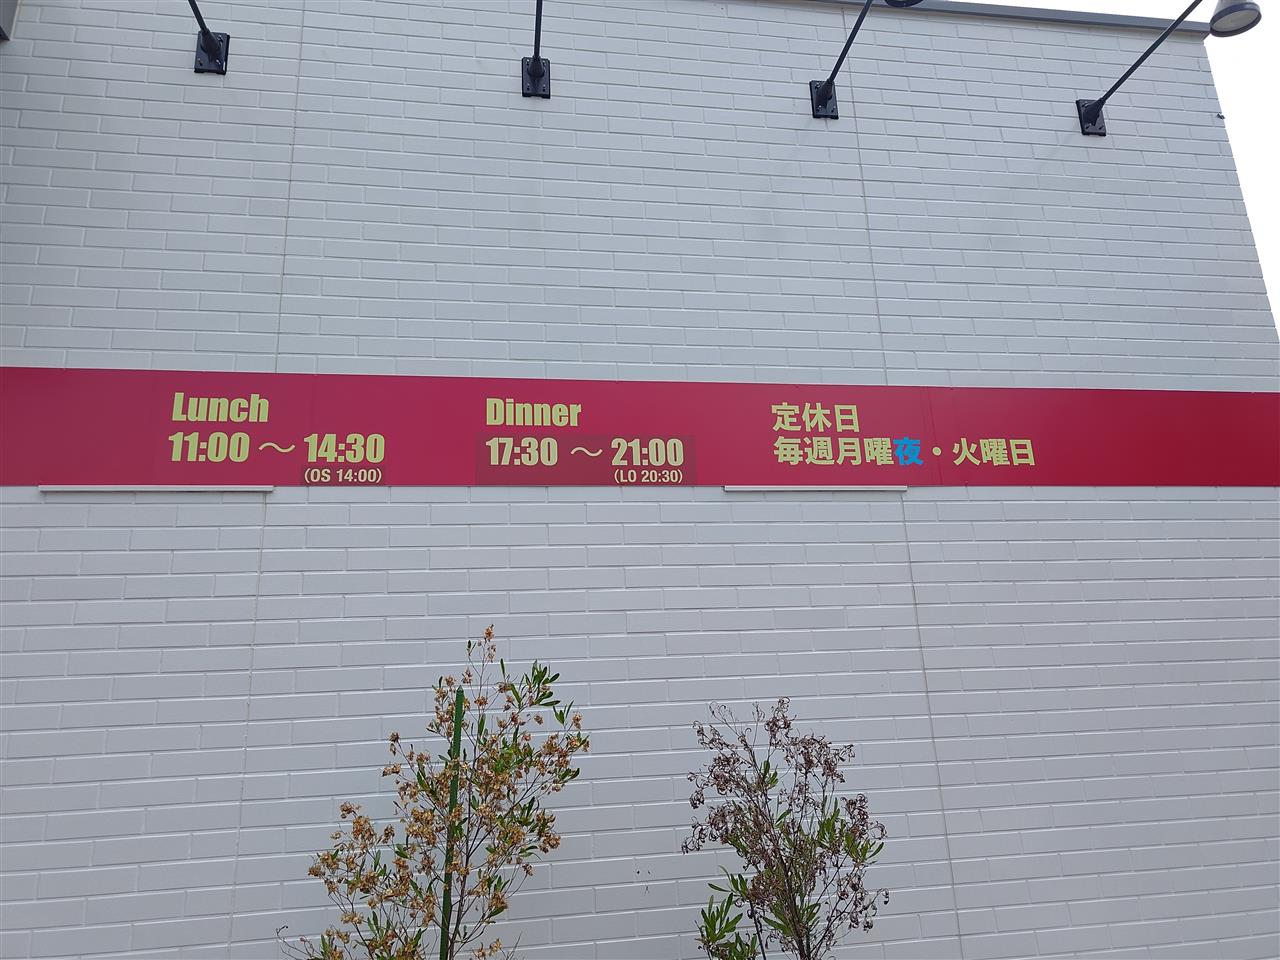 Lunch
11:00 ～ 14:30
(OS 14:00)
Dinner
17:30 ～ 21:00
(LO 20:30)
定休日
毎週月曜夜・火曜日